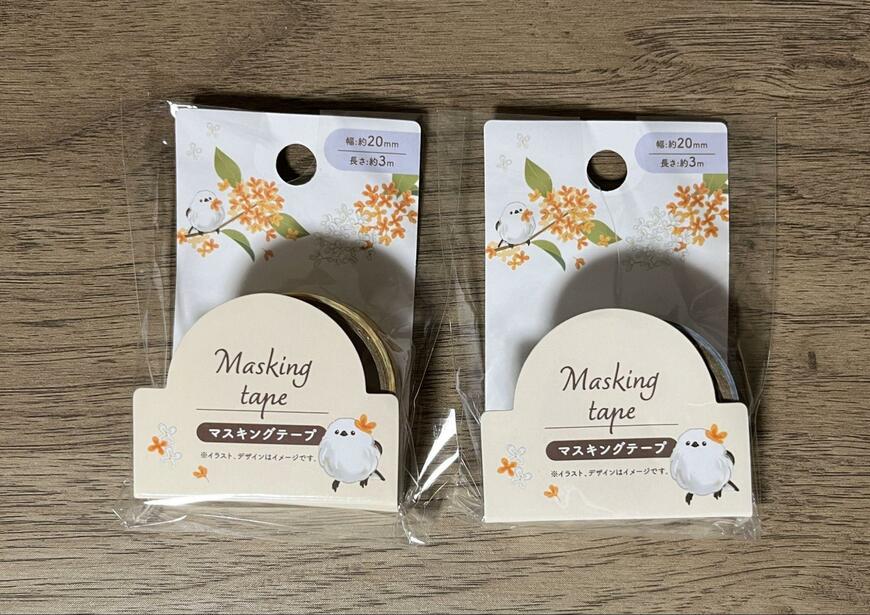 幅:約20mm
長さ:約3m
Masking
tape
マスキングテープ
※イラスト、デザインはイメージです。
幅:約20mm
長さ:約3m
Masking
tape
マスキングテープ
※イラスト、デザインはイメージです。